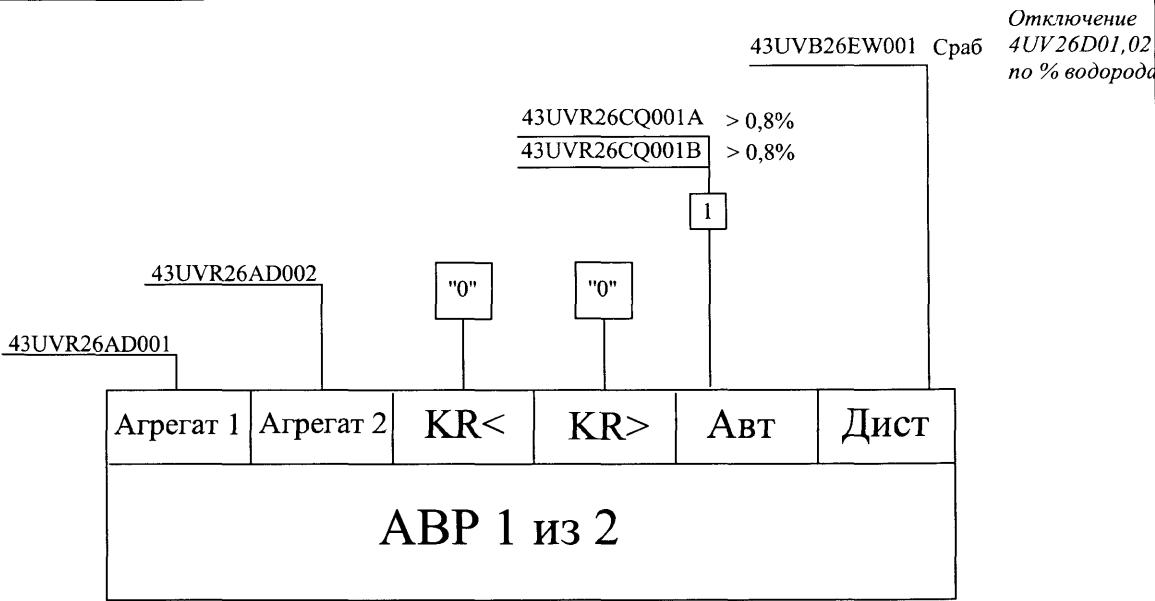 Отключение
43UVB26EW001 Сраб 4UV26D01,02
по % водорода
43UVR26CQ001A > 0,8%
43UVR26CQ001B > 0,8%
1
43UVR26AD002 "0" "0"
43UVR26AD001
Агрегат 1 Агрегат 2 KR< KR> Авт Дист
АВР 1 из 2